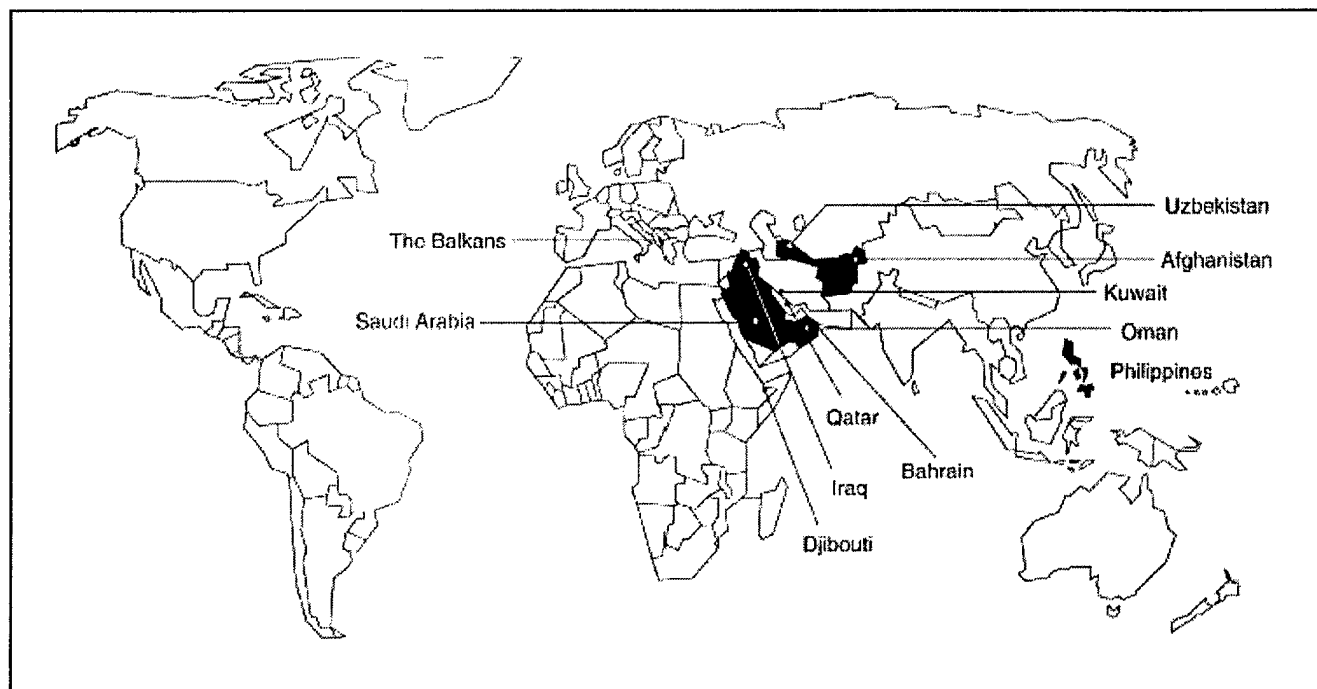 Uzbekistan
The Balkans
Afghanistan
Kuwait
Saudi Arabia
Oman
Philippines
Qatar
Bahrain
Iraq
Djibouti